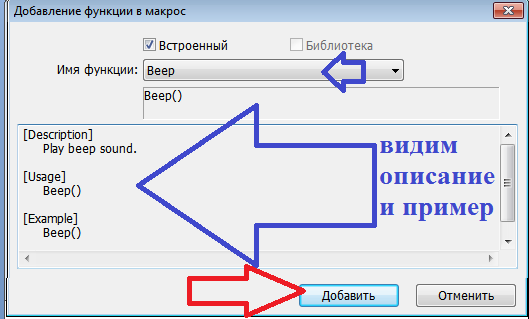 Добавление функции в макрос
Встроенный
Библиотека
Имя функции:
Beep
Beep()
[Description]
Play beep sound.
[Usage]
Beep()
[Example]
Beep()
видим
описание
и пример
Добавить
Отменить